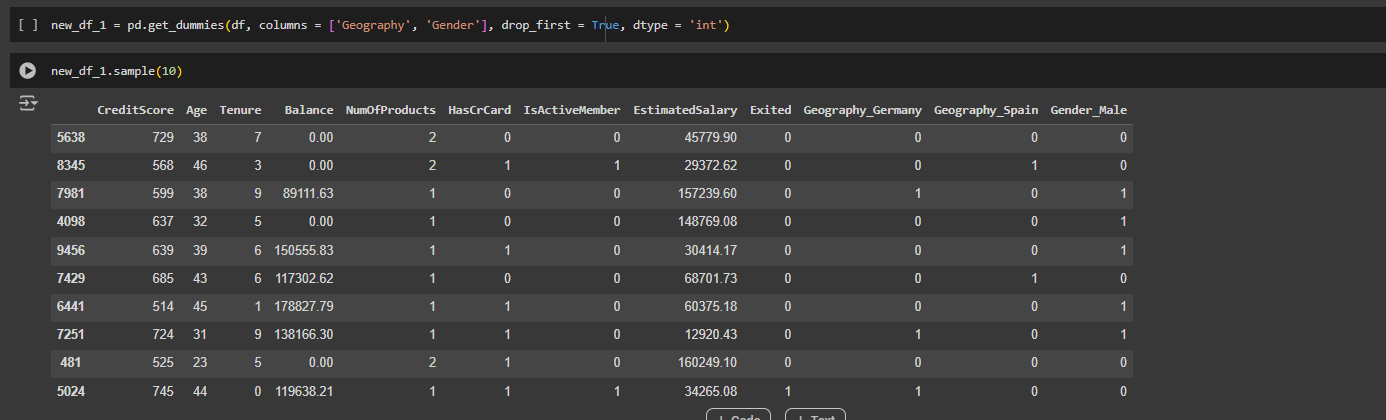 [ ] new_df_1 = pd.get_dummies(df, columns = ['Geography', 'Gender'], drop_first = True, dtype = 'int')
new_df_1.sample(10)
CreditScore Age Tenure Balance NumOfProducts HasCrCard IsActiveMember EstimatedSalary Exited Geography_Germany Geography_Spain Gender_Male
5638 729 38 7 0.00 2 0 0 45779.90 0 0 0 0
8345 568 46 3 0.00 2 1 1 29372.62 0 0 1 0
7981 599 38 9 89111.63 1 0 0 157239.60 0 1 0 1
4098 637 32 5 0.00 1 0 0 148769.08 0 0 0 1
9456 639 39 6 150555.83 1 1 0 30414.17 0 0 0 1
7429 685 43 6 117302.62 1 0 0 68701.73 0 0 1 0
6441 514 45 1 178827.79 1 1 0 60375.18 0 0 0 1
7251 724 31 9 138166.30 1 1 0 12920.43 0 1 0 1
481 525 23 5 0.00 2 1 0 160249.10 0 0 0 0
5024 745 44 0 119638.21 1 1 1 34265.08 1 1 0 0
+ Code + Text